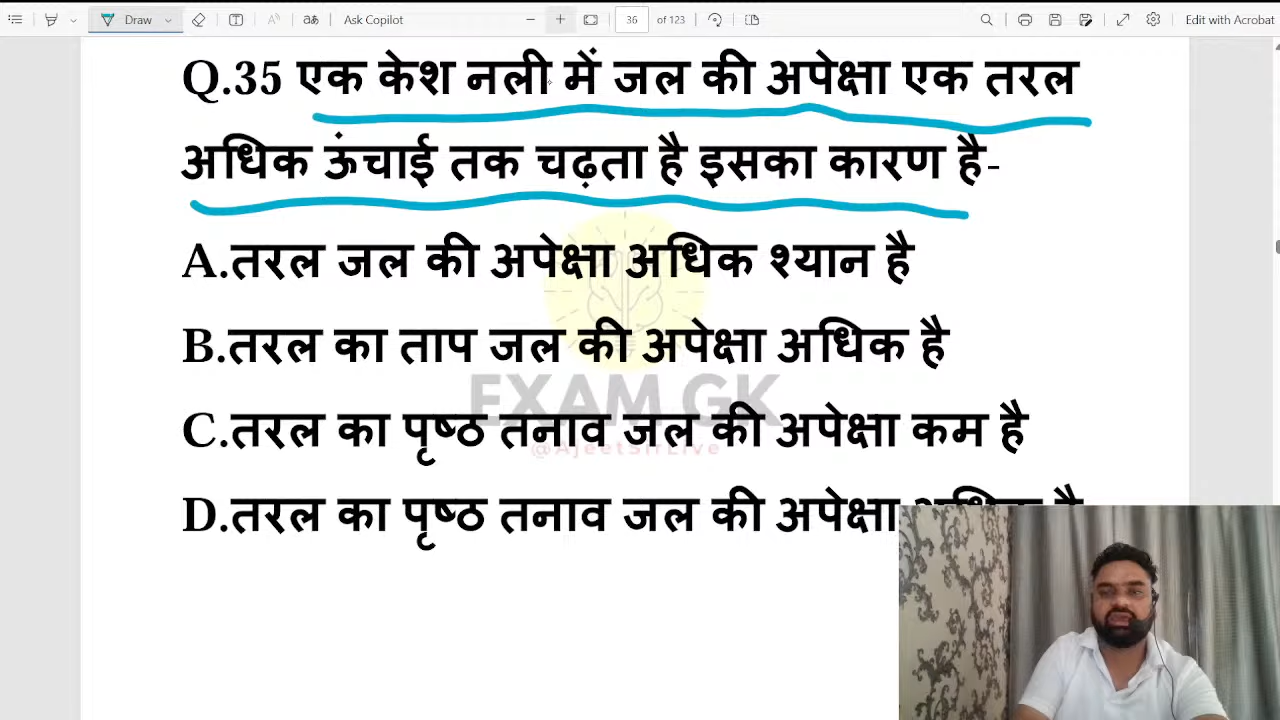 Draw
Ask Copilot
36 of 123
Edit with Acrobat
Q.35 एक केश नली में जल की अपेक्षा एक तरल
अधिक ऊंचाई तक चढ़ता है इसका कारण है-
A.तरल जल की अपेक्षा अधिक श्यान है
B.तरल का ताप जल की अपेक्षा अधिक है
EXAM GK
C.तरल का पृष्ठ तनाव जल की अपेक्षा कम है
@AjeetSirLive
D.तरल का पृष्ठ तनाव जल की अपेक्षा